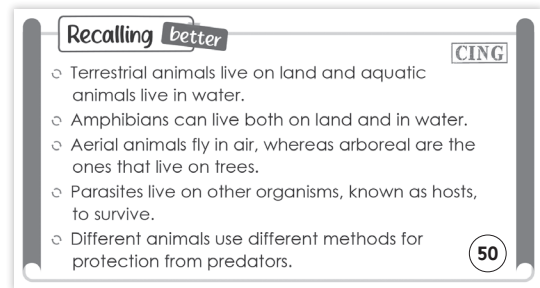 Recalling better
CING
Terrestrial animals live on land and aquatic
animals live in water.
Amphibians can live both on land and in water.
Aerial animals fly in air, whereas arboreal are the
ones that live on trees.
Parasites live on other organisms, known as hosts,
to survive.
Different animals use different methods for
protection from predators.
50